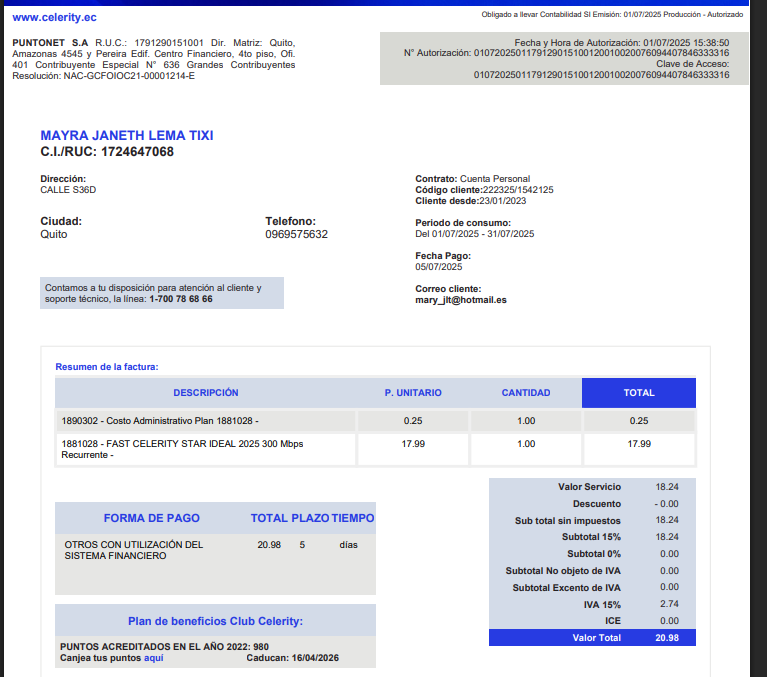 www.celerity.ec
Obligado a llevar Contabilidad SI Emisión: 01/07/2025 Producción - Autorizado
PUNTONET S.A R.U.C.: 1791290151001 Dir. Matriz: Quito,
Amazonas 4545 y Pereira Edif. Centro Financiero, 4to piso, Ofi.
401 Contribuyente Especial N° 636 Grandes Contribuyentes
Resolución: NAC-GCFOIOC21-00001214-E
Fecha y Hora de Autorización: 01/07/2025 15:38:50
N° Autorización: 0107202501179129015100120010020076094407846333316
Clave de Acceso:
0107202501179129015100120010020076094407846333316
MAYRA JANETH LEMA TIXI
C.I./RUC: 1724647068
Dirección:
CALLE S36D
Ciudad:
Quito
Telefono:
0969575632
Contrato: Cuenta Personal
Código cliente:222325/1542125
Cliente desde:23/01/2023
Periodo de consumo:
Del 01/07/2025 - 31/07/2025
Fecha Pago:
05/07/2025
Correo cliente:
mary_jlt@hotmail.es
Contamos a tu disposición para atención al cliente y
soporte técnico, la línea: 1-700 78 68 66
Resumen de la factura:
DESCRIPCIÓN P. UNITARIO CANTIDAD TOTAL
1890302 - Costo Administrativo Plan 1881028 - 0.25 1.00 0.25
1881028 - FAST CELERITY STAR IDEAL 2025 300 Mbps 17.99 1.00 17.99
Recurrente -
FORMA DE PAGO TOTAL PLAZO TIEMPO
OTROS CON UTILIZACIÓN DEL 20.98 5 días
SISTEMA FINANCIERO
Plan de beneficios Club Celerity:
PUNTOS ACREDITADOS EN EL AÑO 2022: 980
Canjea tus puntos aquí Caducan: 16/04/2026
Valor Servicio 18.24
Descuento - 0.00
Sub total sin impuestos 18.24
Subtotal 15% 18.24
Subtotal 0% 0.00
Subtotal No objeto de IVA 0.00
Subtotal Excento de IVA 0.00
IVA 15% 2.74
ICE 0.00
Valor Total 20.98